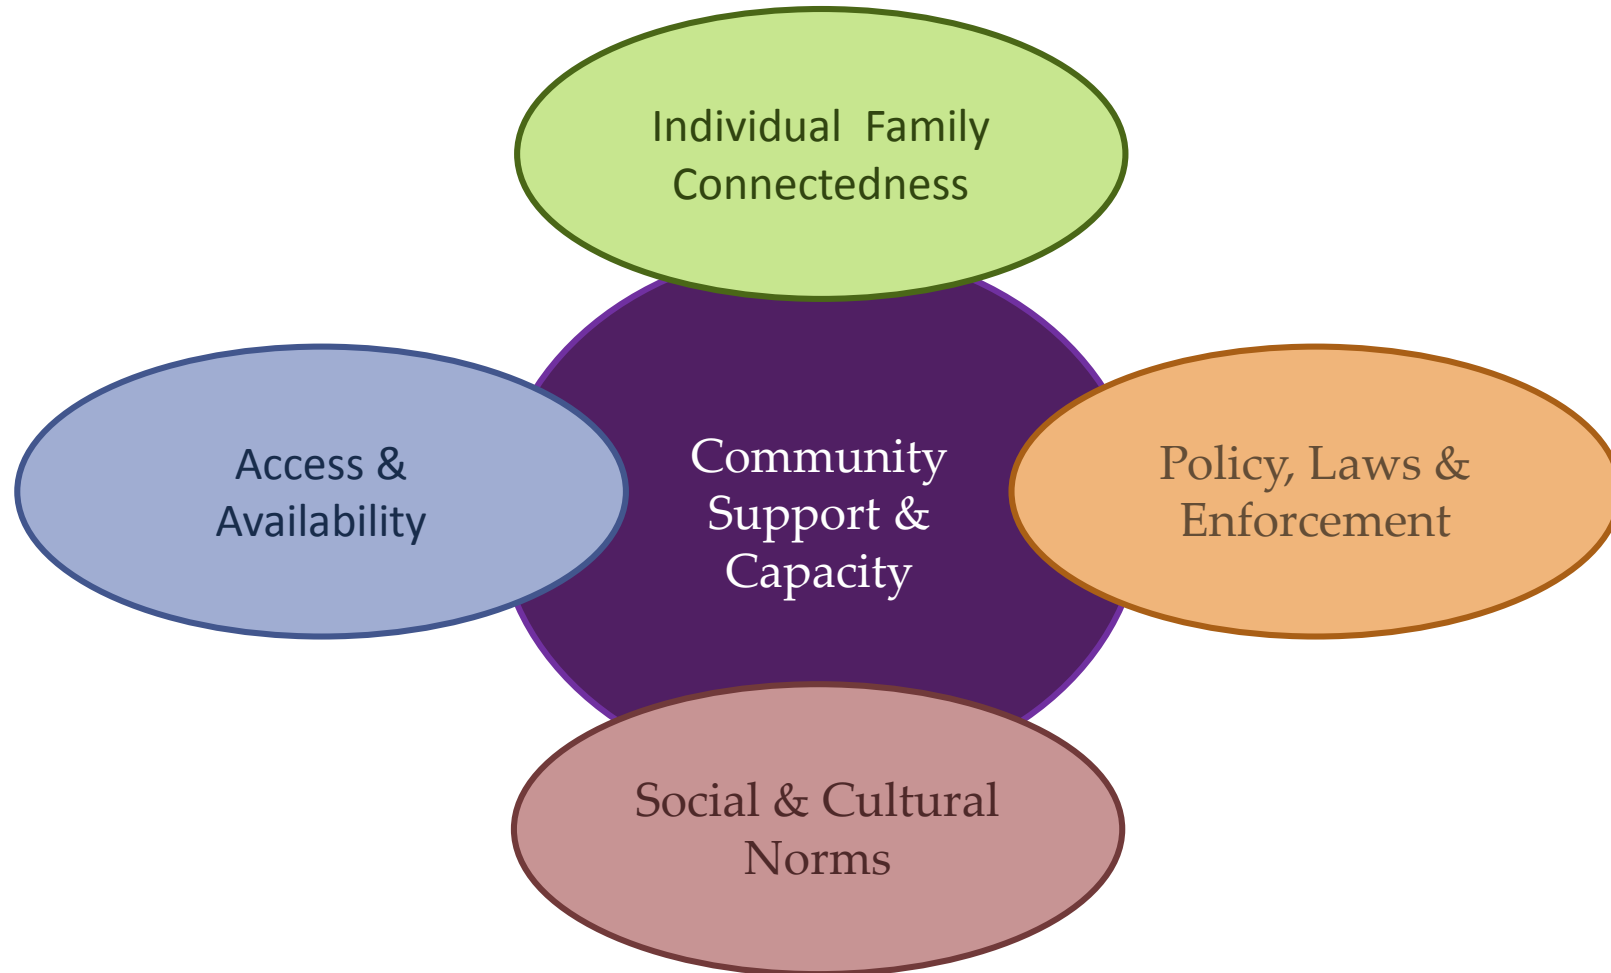 Individual  Family
Connectedness
Access &
Availability
Community
Support &
Capacity
Policy, Laws &
Enforcement
Social & Cultural
Norms